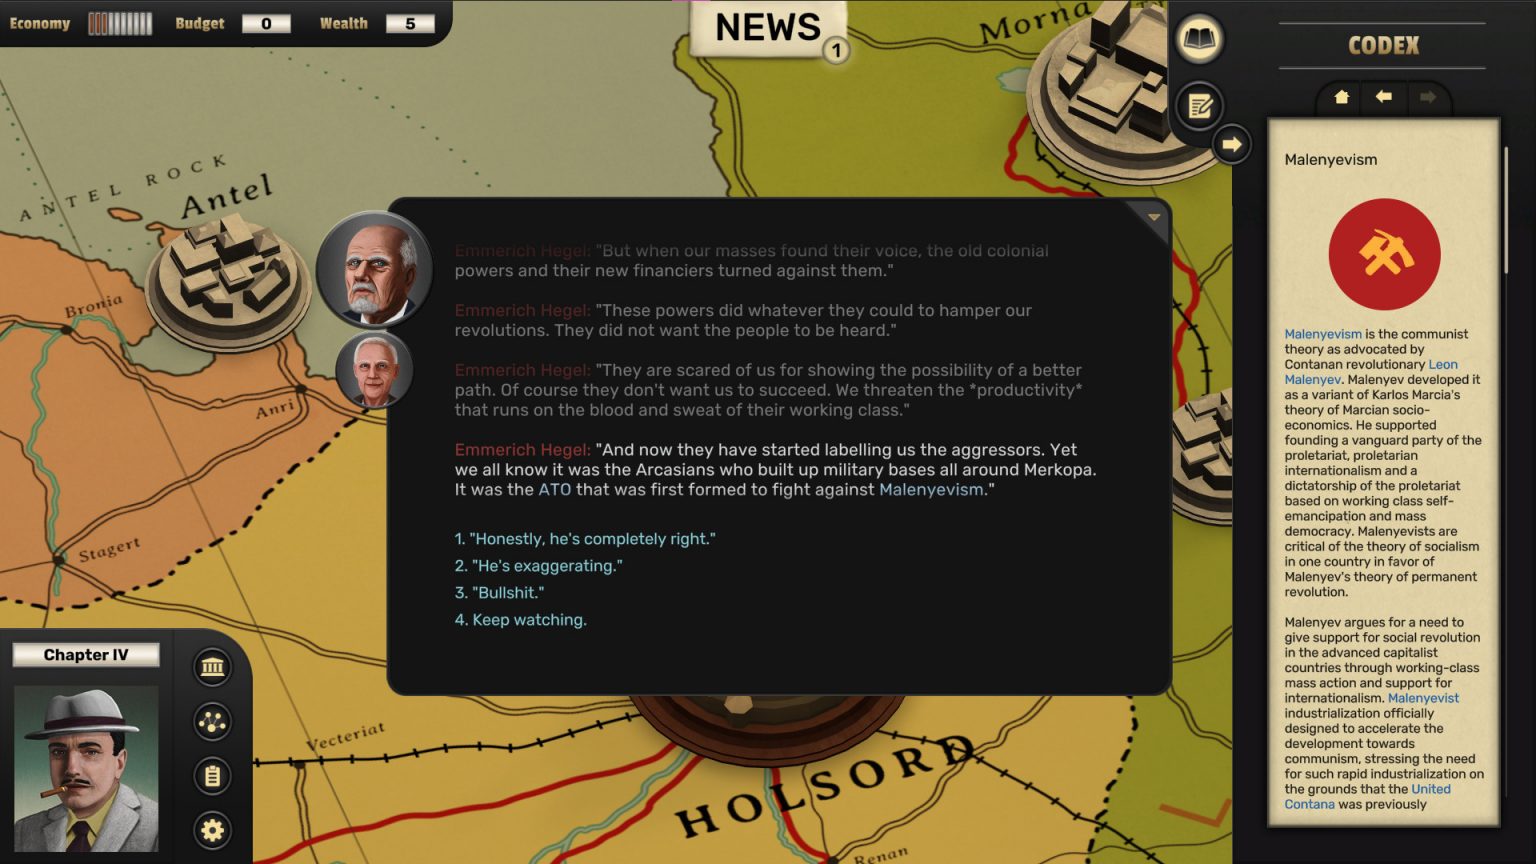 Economy
Budget
0
Wealth
5
NEWS
1
Morna
CODEX
ANTEL ROCK
Antel
Bronia
Anri
Stagert
Emmerich Hegel: "But when our masses found their voice, the old colonial
powers and their new financiers turned against them."
Emmerich Hegel: "These powers did whatever they could to hamper our
revolutions. They did not want the people to be heard."
Emmerich Hegel: "They are scared of us for showing the possibility of a better
path. Of course they don't want us to succeed. We threaten the *productivity*
that runs on the blood and sweat of their working class."
Emmerich Hegel: "And now they have started labelling us the aggressors. Yet
we all know it was the Arcasians who built up military bases all around Merkopa.
It was the ATO that was first formed to fight against Malenyevism."
1. "Honestly, he's completely right."
2. "He's exaggerating."
3. "Bullshit."
4. Keep watching.
Malenyevism
Malenyevism is the communist
theory as advocated by
Contanan revolutionary Leon
Malenyev. Malenyev developed it
as a variant of Karlos Marcia's
theory of Marcian socio-
economics. He supported
founding a vanguard party of the
proletariat, proletarian
internationalism and a
dictatorship of the proletariat
based on working class self-
emancipation and mass
democracy. Malenyevists are
critical of the theory of socialism
in one country in favor of
Malenyev's theory of permanent
revolution.
Malenyev argues for a need to
give support for social revolution
in the advanced capitalist
countries through working-class
mass action and support for
internationalism. Malenyevist
industrialization officially
designed to accelerate the
development towards
communism, stressing the need
for such rapid industrialization on
the grounds that the United
Contana was previously
Chapter IV
Vecteriat
HOLSORD
Renan